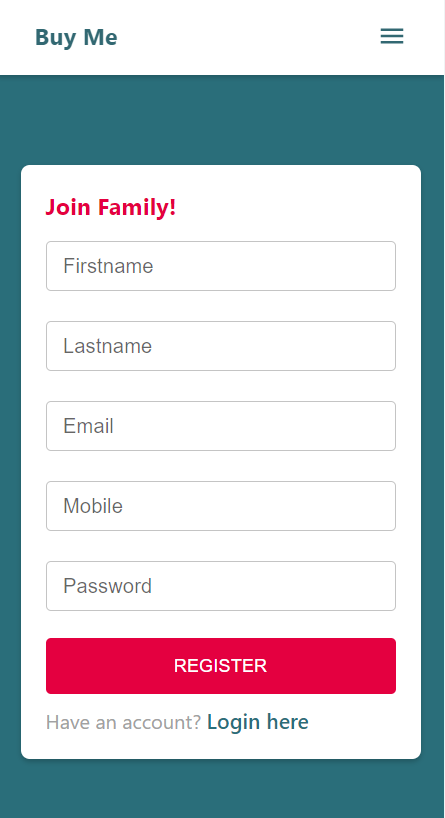 Buy Me
Join Family!
Firstname
Lastname
Email
Mobile
Password
REGISTER
Have an account? Login here